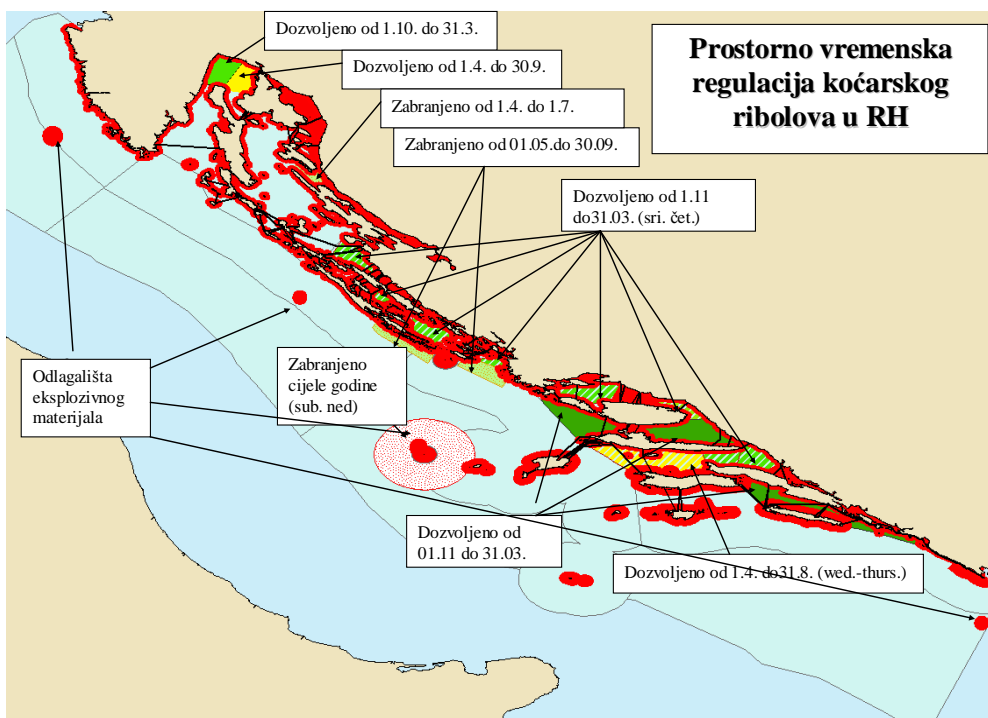 Dozvoljeno od 1.10. do 31.3.
Prostorno vremenska
regulacija koćarskog
ribolova u RH
Dozvoljeno od 1.4. do 30.9.
Zabranjeno od 1.4. do 1.7.
Zabranjeno od 01.05.do 30.09.
Dozvoljeno od 1.11
do31.03. (sri. čet.)
Odlagališta
eksplozivnog
materijala
Zabranjeno
cijele godine
(sub. ned)
Dozvoljeno od
01.11 do 31.03.
Dozvoljeno od 1.4. do31.8. (wed.-thurs.)